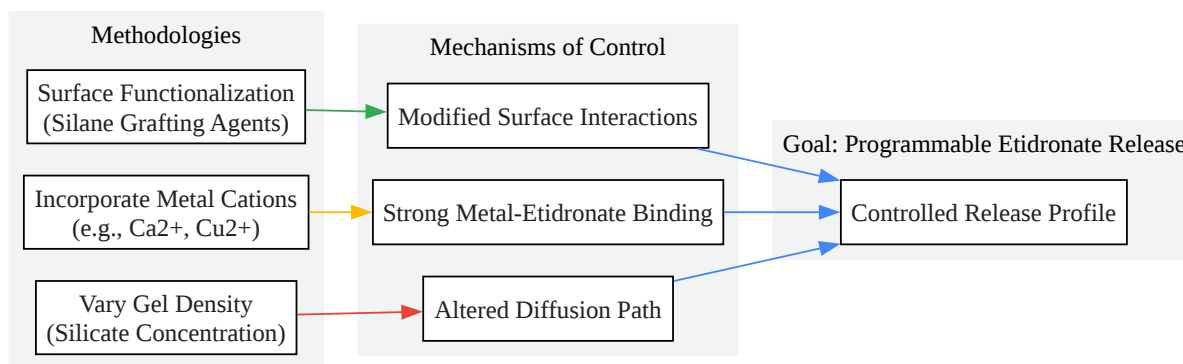 Methodologies
Surface Functionalization
(Silane Grafting Agents)
Incorporate Metal Cations
(e.g., Ca2+, Cu2+)
Vary Gel Density
(Silicate Concentration)
Mechanisms of Control
Modified Surface Interactions
Strong Metal-Etidronate Binding
Altered Diffusion Path
Goal: Programmable Etidronate Release
Controlled Release Profile